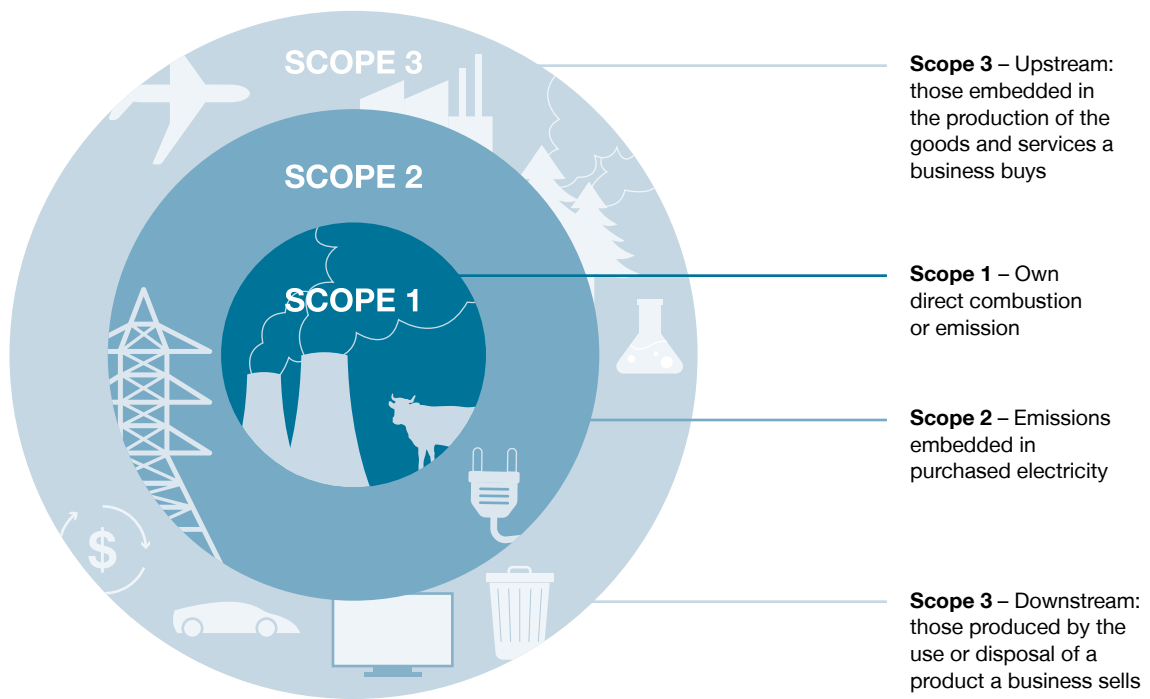 SCOPE 3
SCOPE 2
SCOPE 1
$
Scope 3 – Upstream:
those embedded in
the production of the
goods and services a
business buys
Scope 1 – Own
direct combustion
or emission
Scope 2 – Emissions
embedded in
purchased electricity
Scope 3 – Downstream:
those produced by the
use or disposal of a
product a business sells